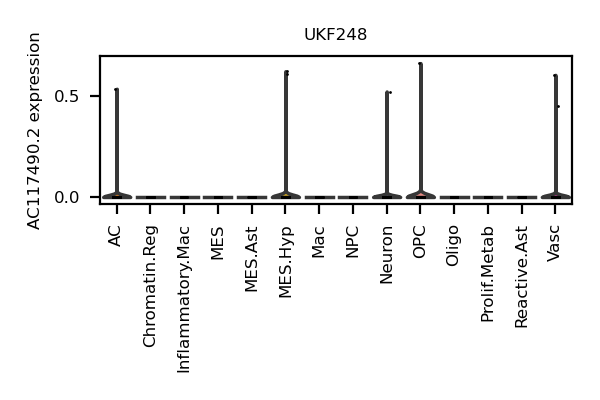 UKF248
AC117490.2 expression
0.5
0.0
AC
Chromatin.Reg
Inflammatory.Mac
MES
MES.Ast
MES.Hyp
Mac
NPC
Neuron
OPC
Oligo
Prolif.Metab
Reactive.Ast
Vasc